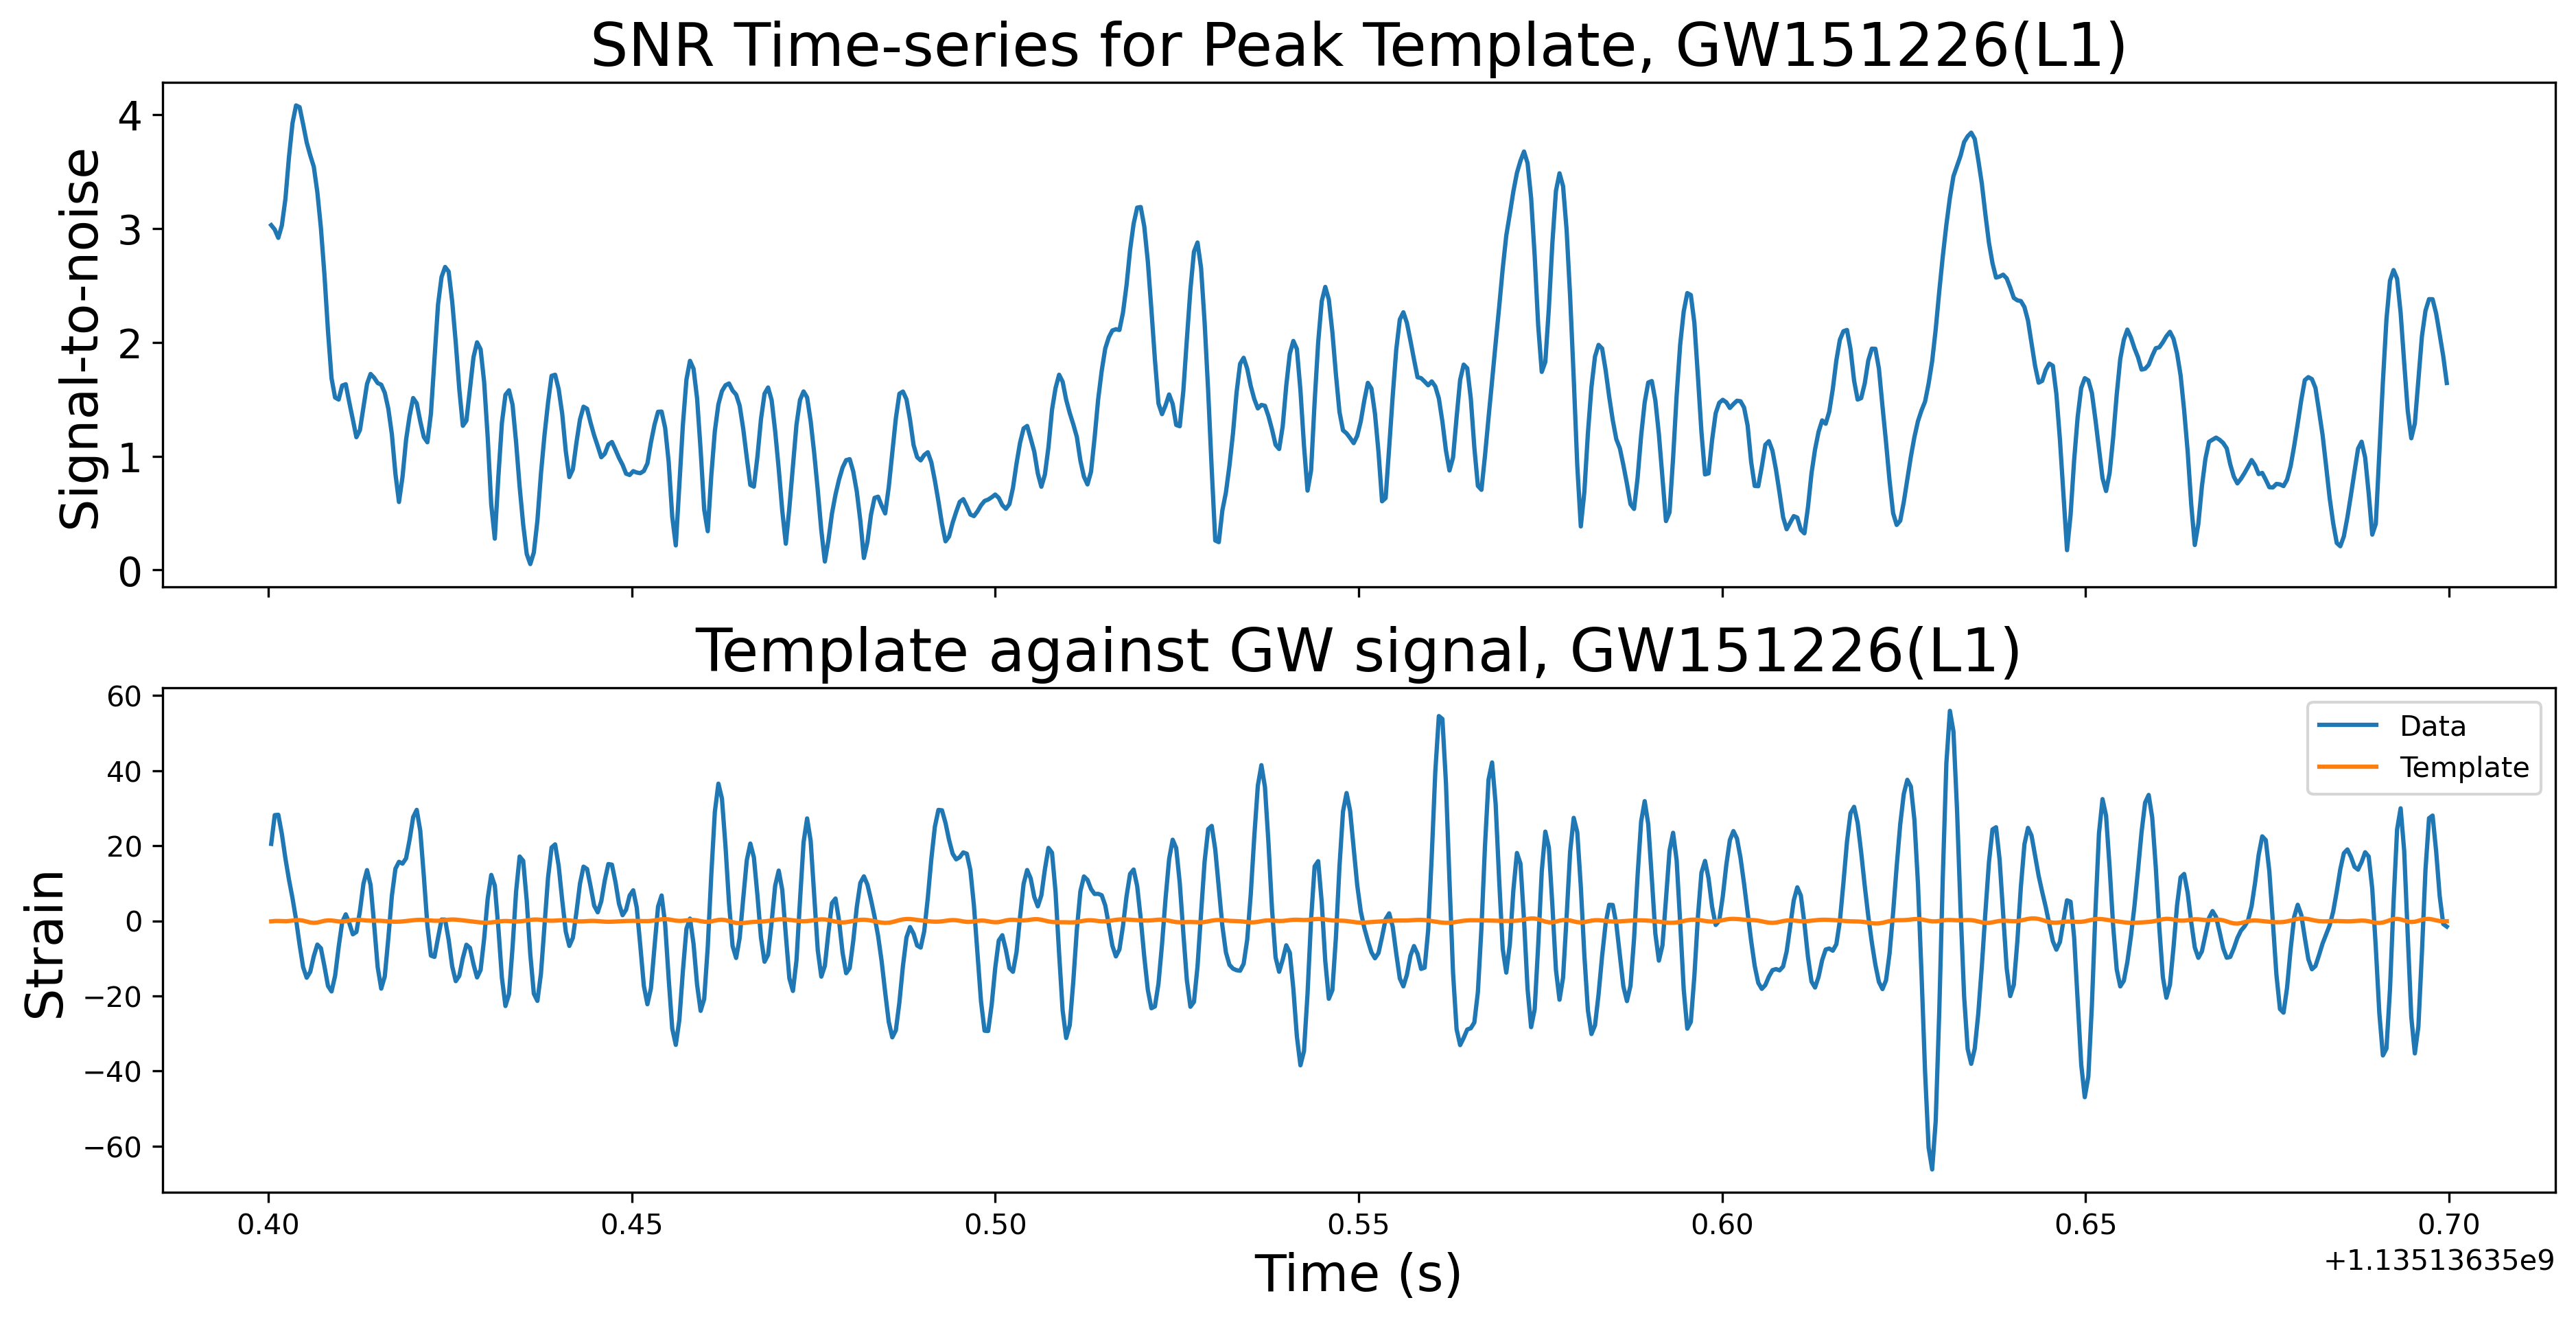 SNR Time-series for Peak Template, GW151226(L1)
Signal-to-noise
4
3
2
1
0
Template against GW signal, GW151226(L1)
Strain
60
40
20
0
−20
−40
−60
Data
Template
0.40 0.45 0.50 0.55 0.60 0.65 0.70
+1.13513635e9
Time (s)